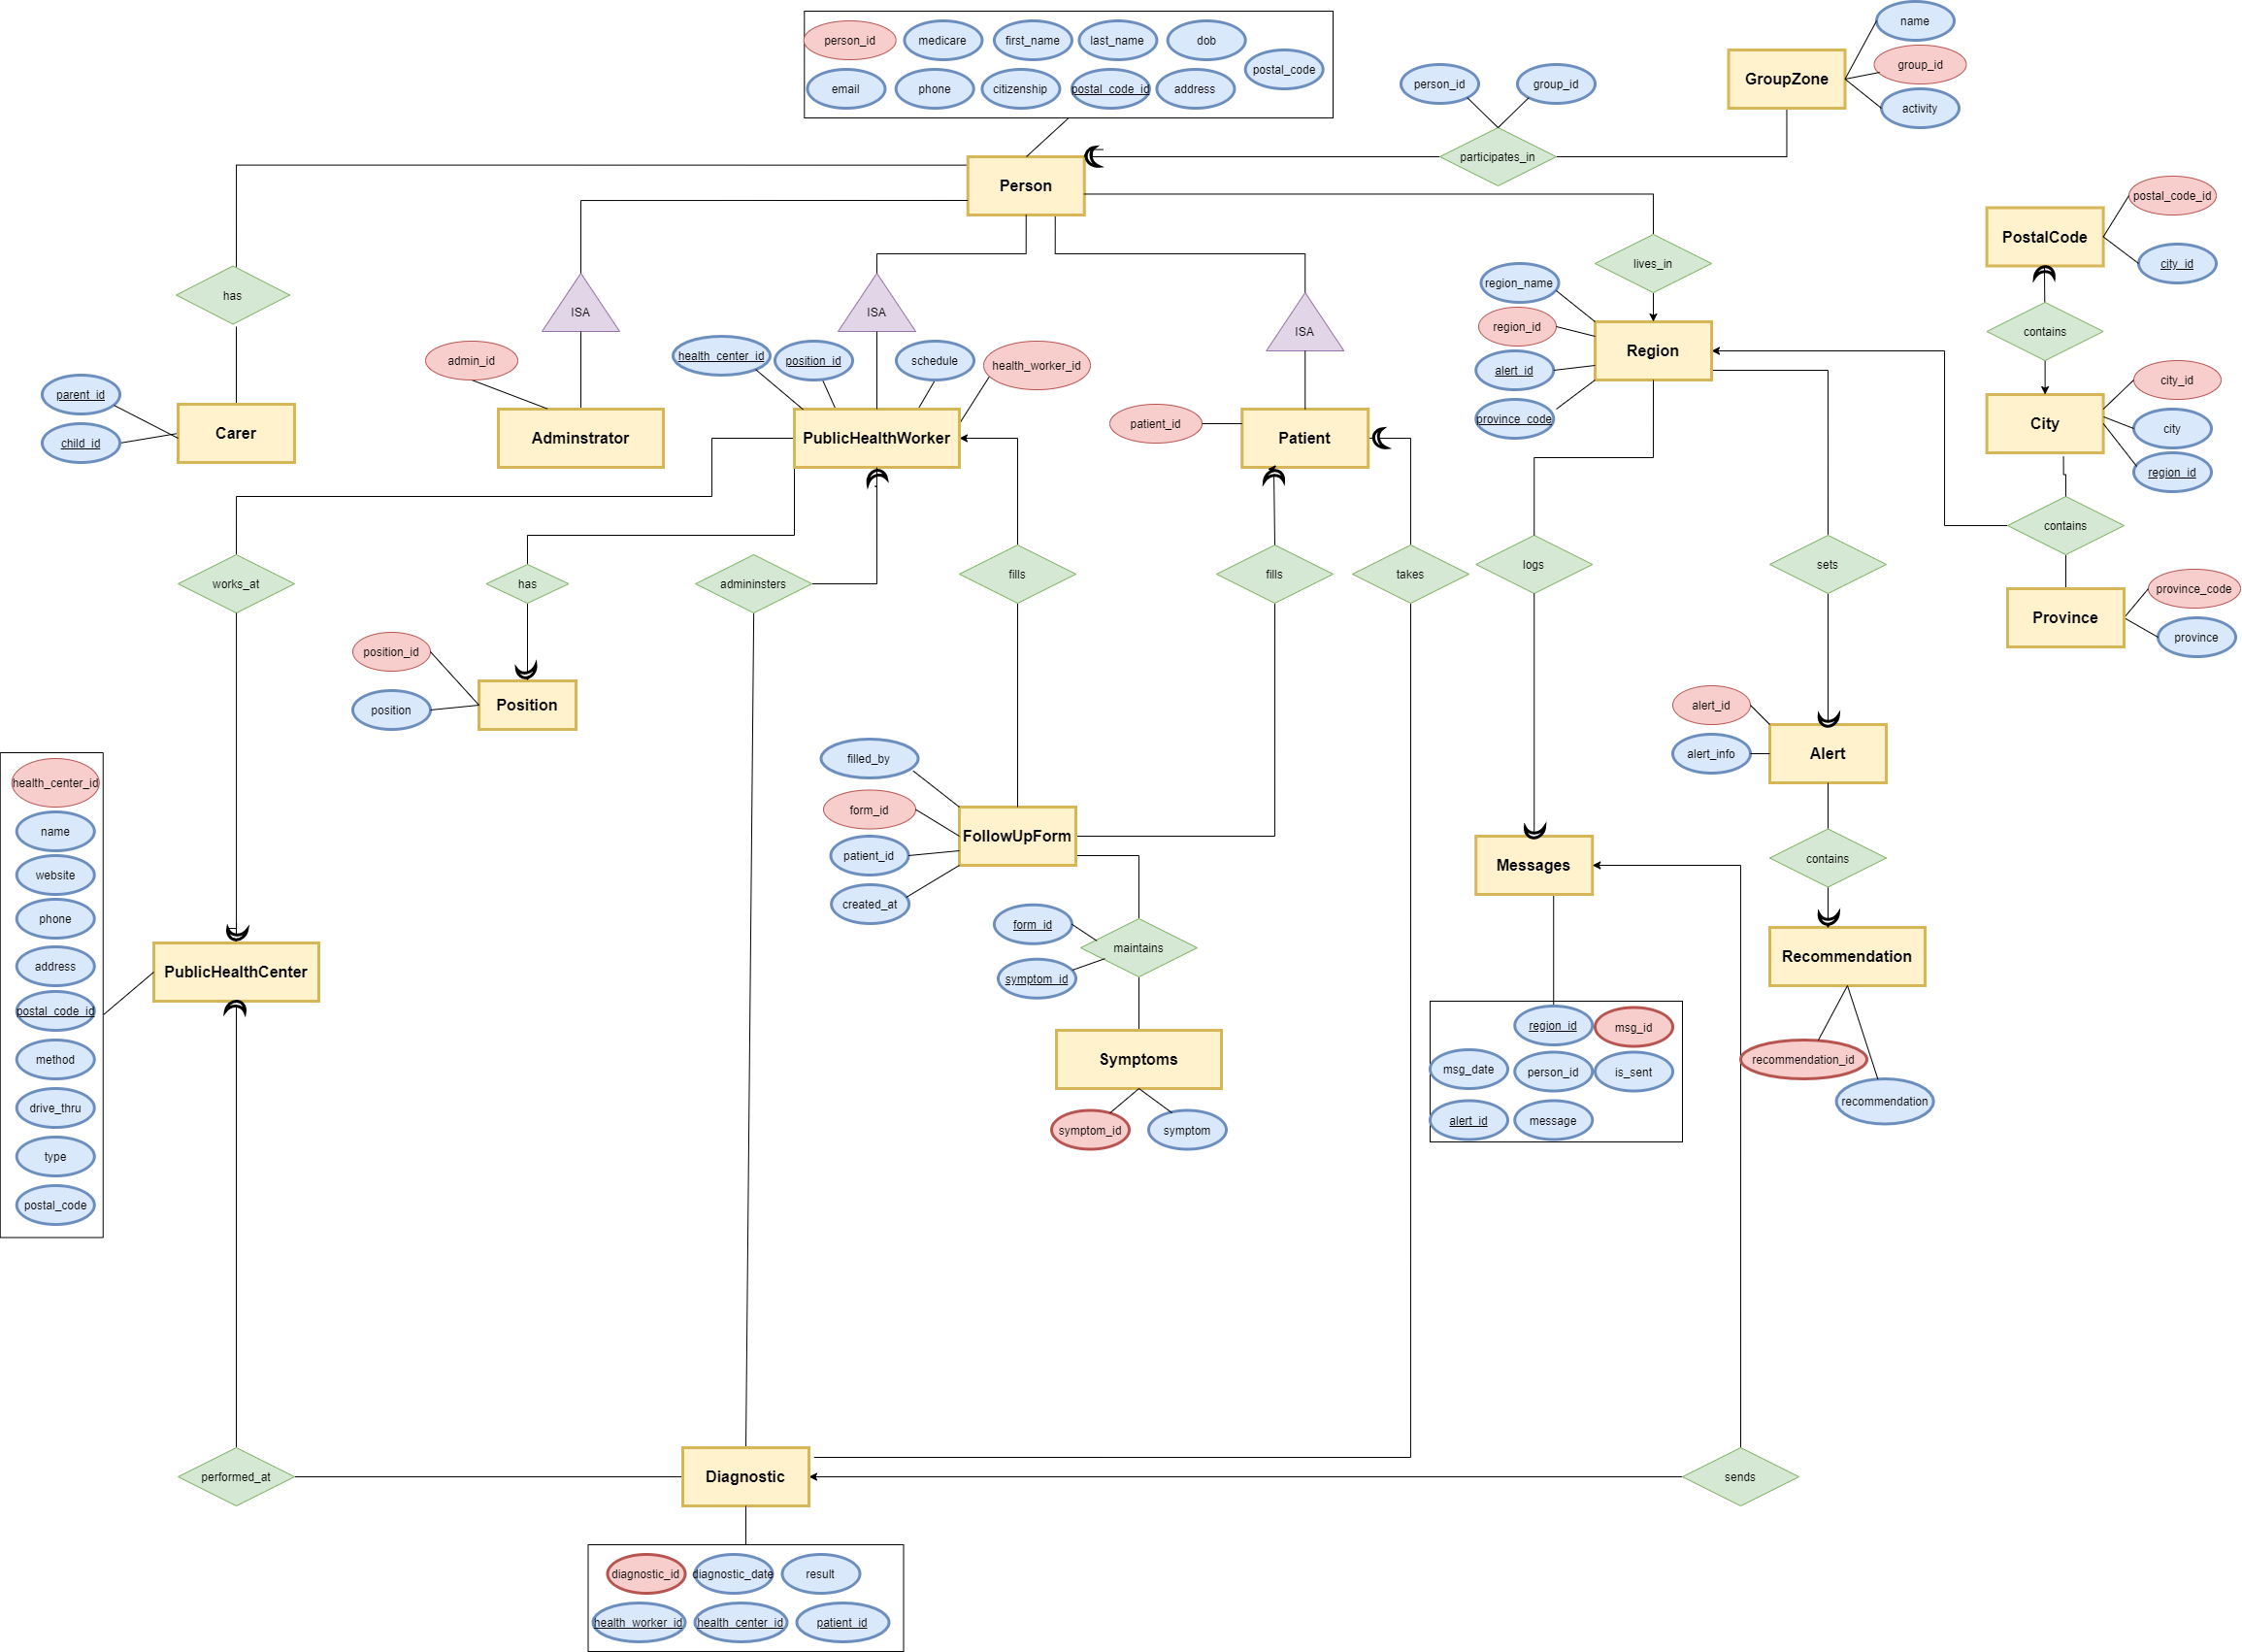 person_id
medicare
first_name
last_name
dob
postal_code
email
phone
citizenship
postal_code_id
address
name
group_id
activity
GroupZone
person_id
group_id
participates_in
Person
has
ISA
ISA
ISA
lives_in
PostalCode
postal_code_id
city_id
contains
region_name
region_id
alert_id
province_code
Region
parent_id
child_id
Carer
admin_id
Adminstrator
health_center_id
position_id
schedule
health_worker_id
PublicHealthWorker
patient_id
Patient
City
city_id
city
region_id
contains
works_at
has
admininsters
fills
fills
takes
logs
sets
Province
province_code
province
position_id
position
Position
alert_id
alert_info
Alert
filled_by
form_id
patient_id
created_at
FollowUpForm
Messages
contains
health_center_id
name
website
phone
address
postal_code_id
method
drive_thru
type
postal_code
PublicHealthCenter
form_id
symptom_id
maintains
Recommendation
Symptoms
symptom_id
symptom
region_id
msg_id
msg_date
person_id
is_sent
alert_id
message
recommendation_id
recommendation
performed_at
Diagnostic
sends
diagnostic_id
diagnostic_date
result
health_worker_id
health_center_id
patient_id